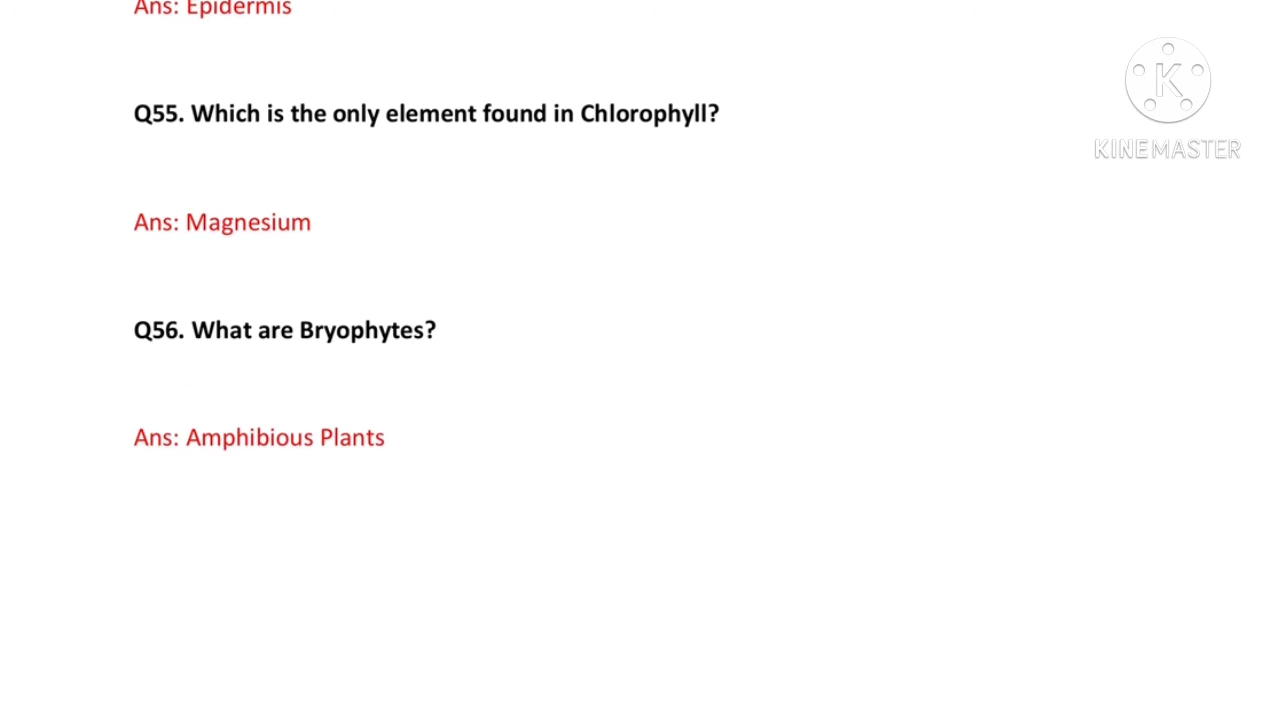 Ans: Epidermis
Q55. Which is the only element found in Chlorophyll?
K
KINEMASTER
Ans: Magnesium
Q56. What are Bryophytes?
Ans: Amphibious Plants